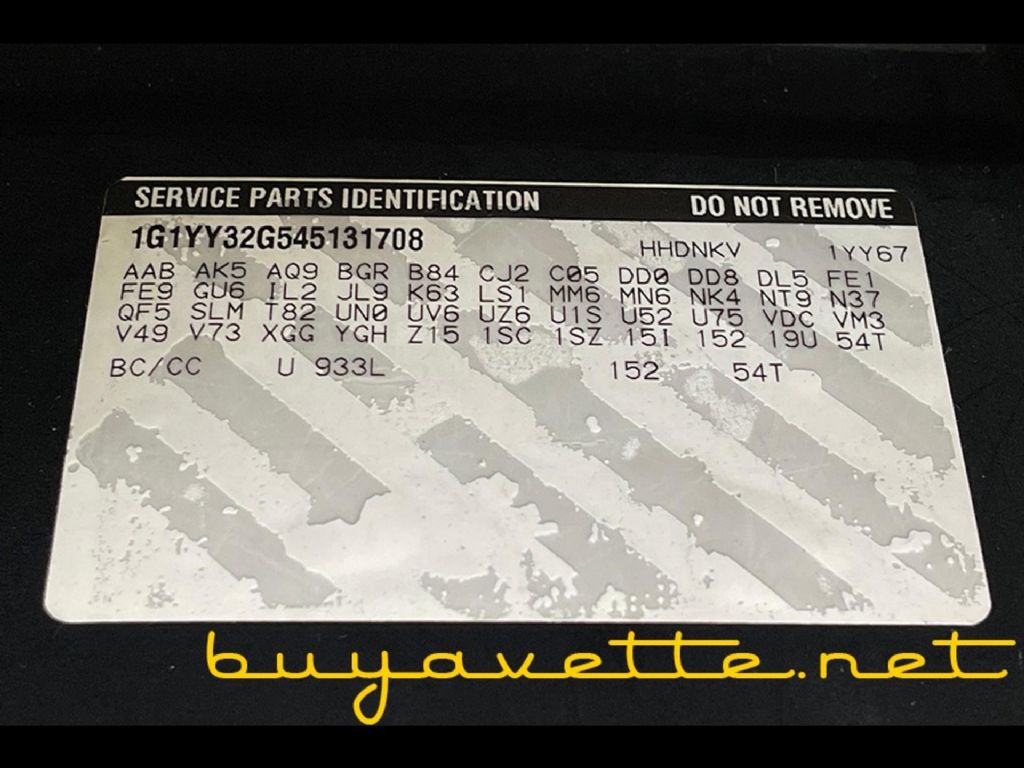 SERVICE PARTS IDENTIFICATION DO NOT REMOVE
1G1YY32G545131708 HHDNKV 1YY67
AAB AK5 AQ9 BGR B84 CJ2 C05 DD0 DD8 DL5 FE1
FE9 GU6 IL2 JL9 K63 LS1 MM6 MN6 NK4 NT9 N37
QF5 SLM T82 UN0 UV6 UZ6 U1S U52 U75 VDC VM3
V49 V73 XGG YGH Z15 1SC 1SZ 15I 152 19U 54T
BC/CC U 933L 152 54T
buyavette.net